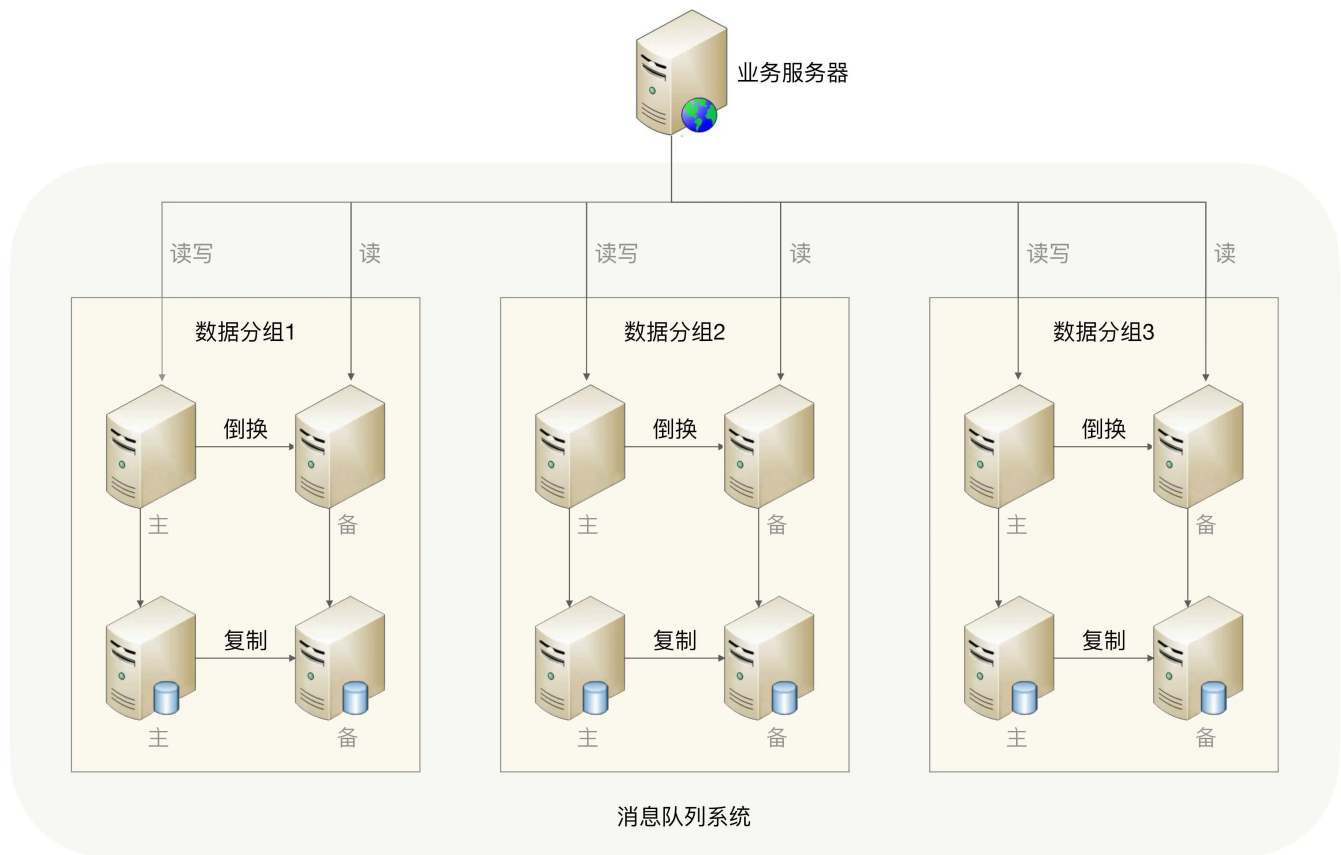 业务服务器
读写
读
读写
读
读写
读
数据分组1
数据分组2
数据分组3
倒换
倒换
倒换
主
备
主
备
主
备
复制
复制
复制
主
备
主
备
主
备
消息队列系统